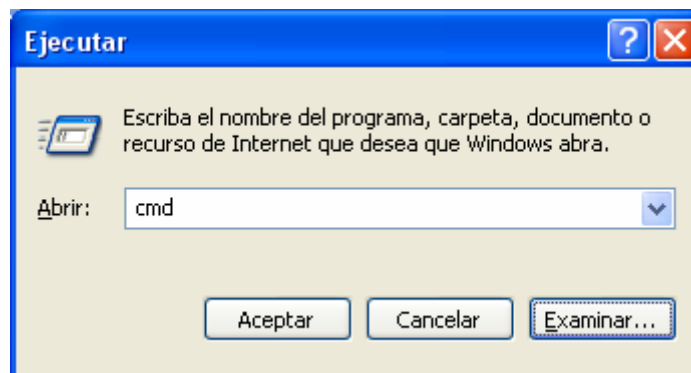 Ejecutar
Escriba el nombre del programa, carpeta, documento o
recurso de Internet que desea que Windows abra.
Abrir: cmd
Aceptar Cancelar Examinar...